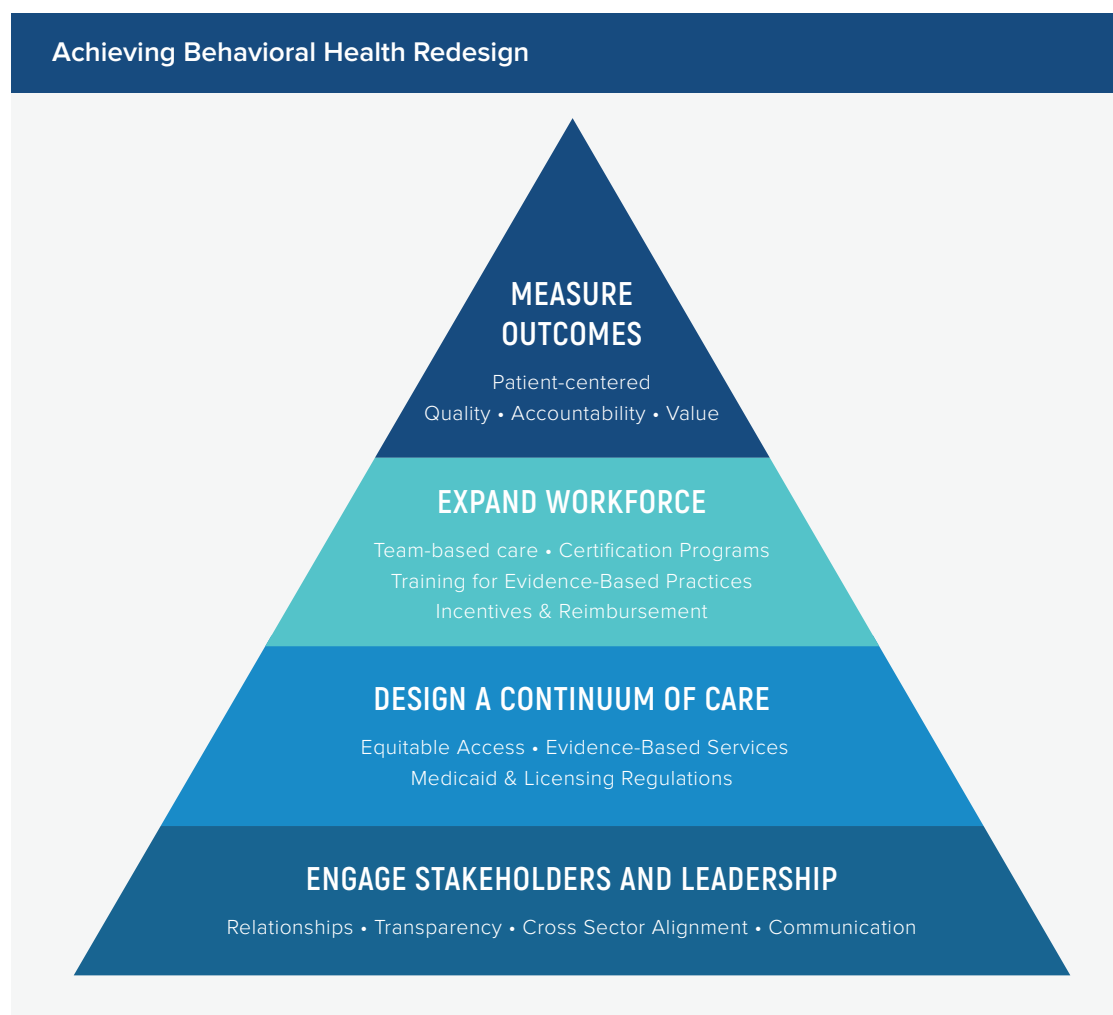 Achieving Behavioral Health Redesign
MEASURE
OUTCOMES
Patient-centered
Quality • Accountability • Value
EXPAND WORKFORCE
Team-based care • Certification Programs
Training for Evidence-Based Practices
Incentives & Reimbursement
DESIGN A CONTINUUM OF CARE
Equitable Access • Evidence-Based Services
Medicaid & Licensing Regulations
ENGAGE STAKEHOLDERS AND LEADERSHIP
Relationships • Transparency • Cross Sector Alignment • Communication